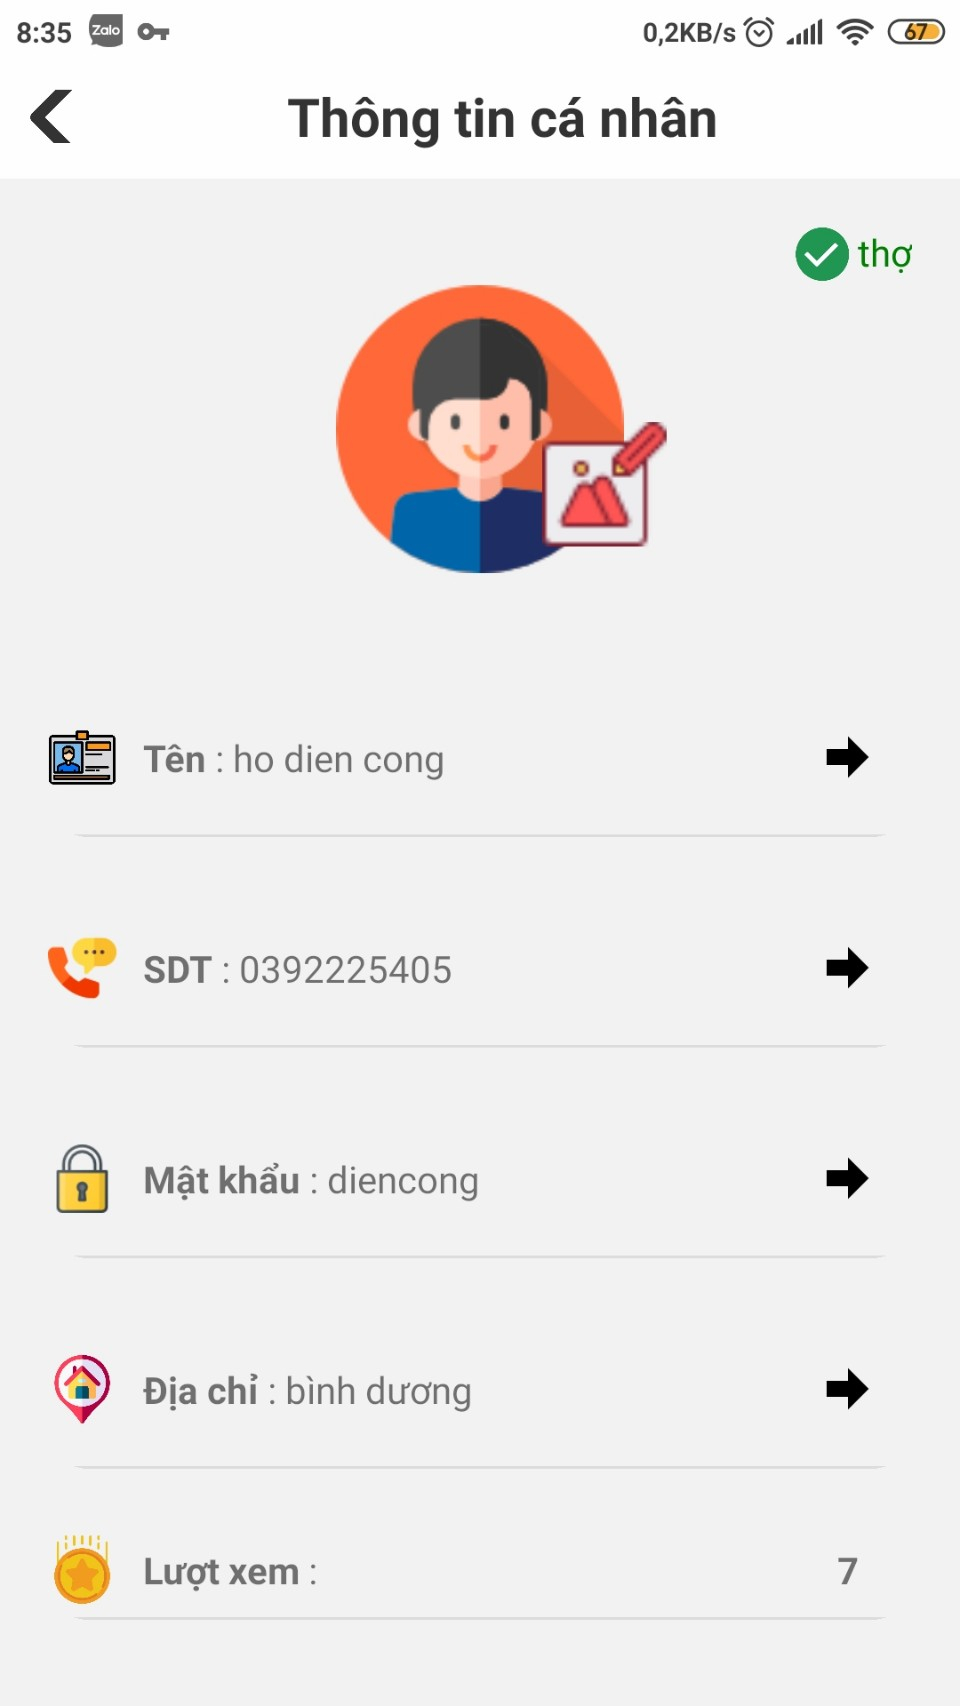 8:35 Zalo 0,2KB/s 67
Thông tin cá nhân
thợ
Tên : ho dien cong
SDT : 0392225405
Mật khẩu : diencong
Địa chỉ : bình dương
Lượt xem : 7